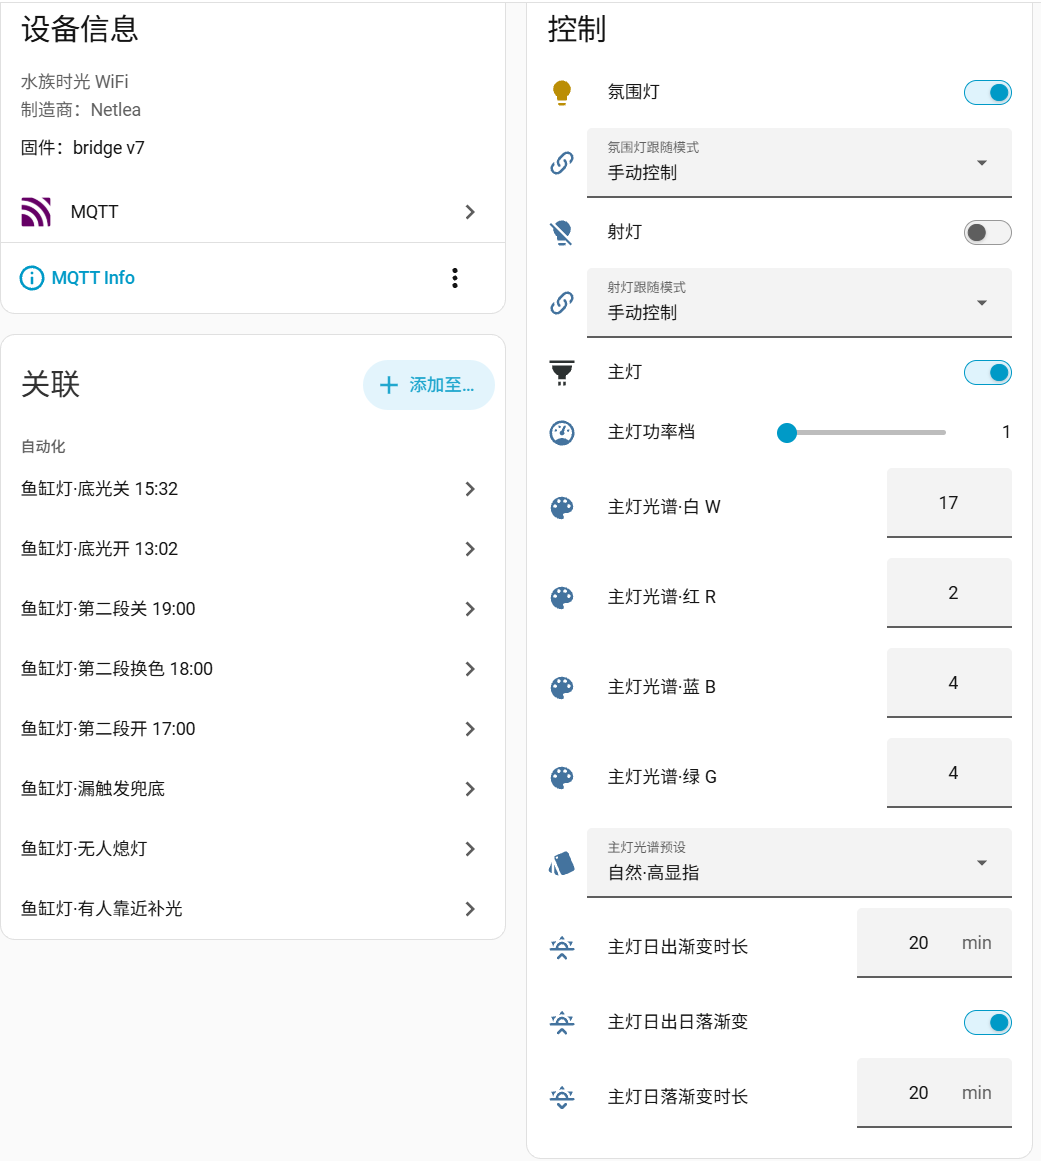 设备信息
水族时光 WiFi
制造商：Netlea
固件：bridge v7
MQTT
MQTT Info
关联
添加至...
自动化
鱼缸灯·底光关 15:32
鱼缸灯·底光开 13:02
鱼缸灯·第二段关 19:00
鱼缸灯·第二段换色 18:00
鱼缸灯·第二段开 17:00
鱼缸灯·漏触发兜底
鱼缸灯·无人熄灯
鱼缸灯·有人靠近补光
控制
氛围灯
氛围灯跟随模式
手动控制
射灯
射灯跟随模式
手动控制
主灯
主灯功率档 1
主灯光谱·白 W 17
主灯光谱·红 R 2
主灯光谱·蓝 B 4
主灯光谱·绿 G 4
主灯光谱预设
自然·高显指
主灯日出渐变时长 20 min
主灯日出日落渐变
主灯日落渐变时长 20 min